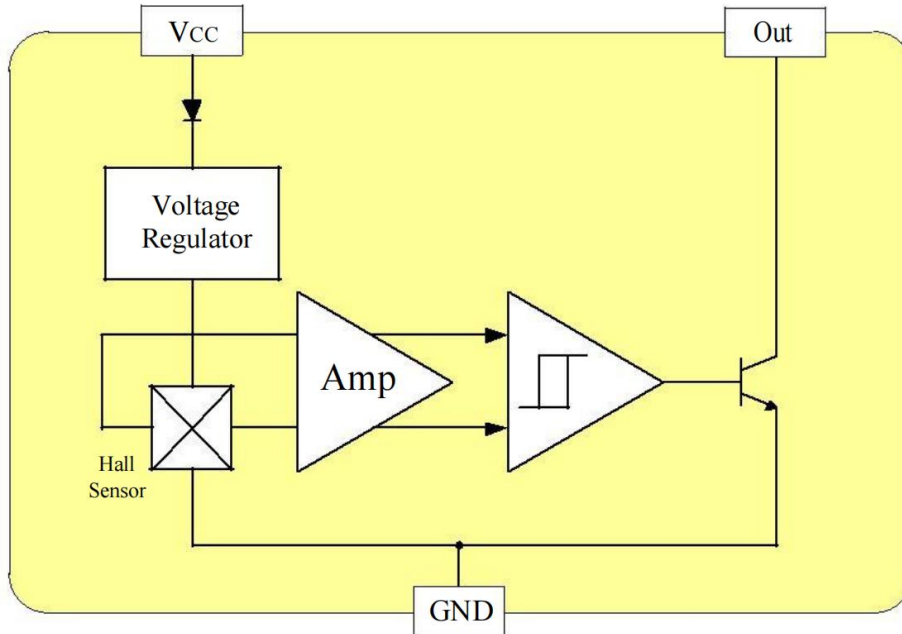 VCC
Out
Voltage
Regulator
Amp
Hall
Sensor
GND